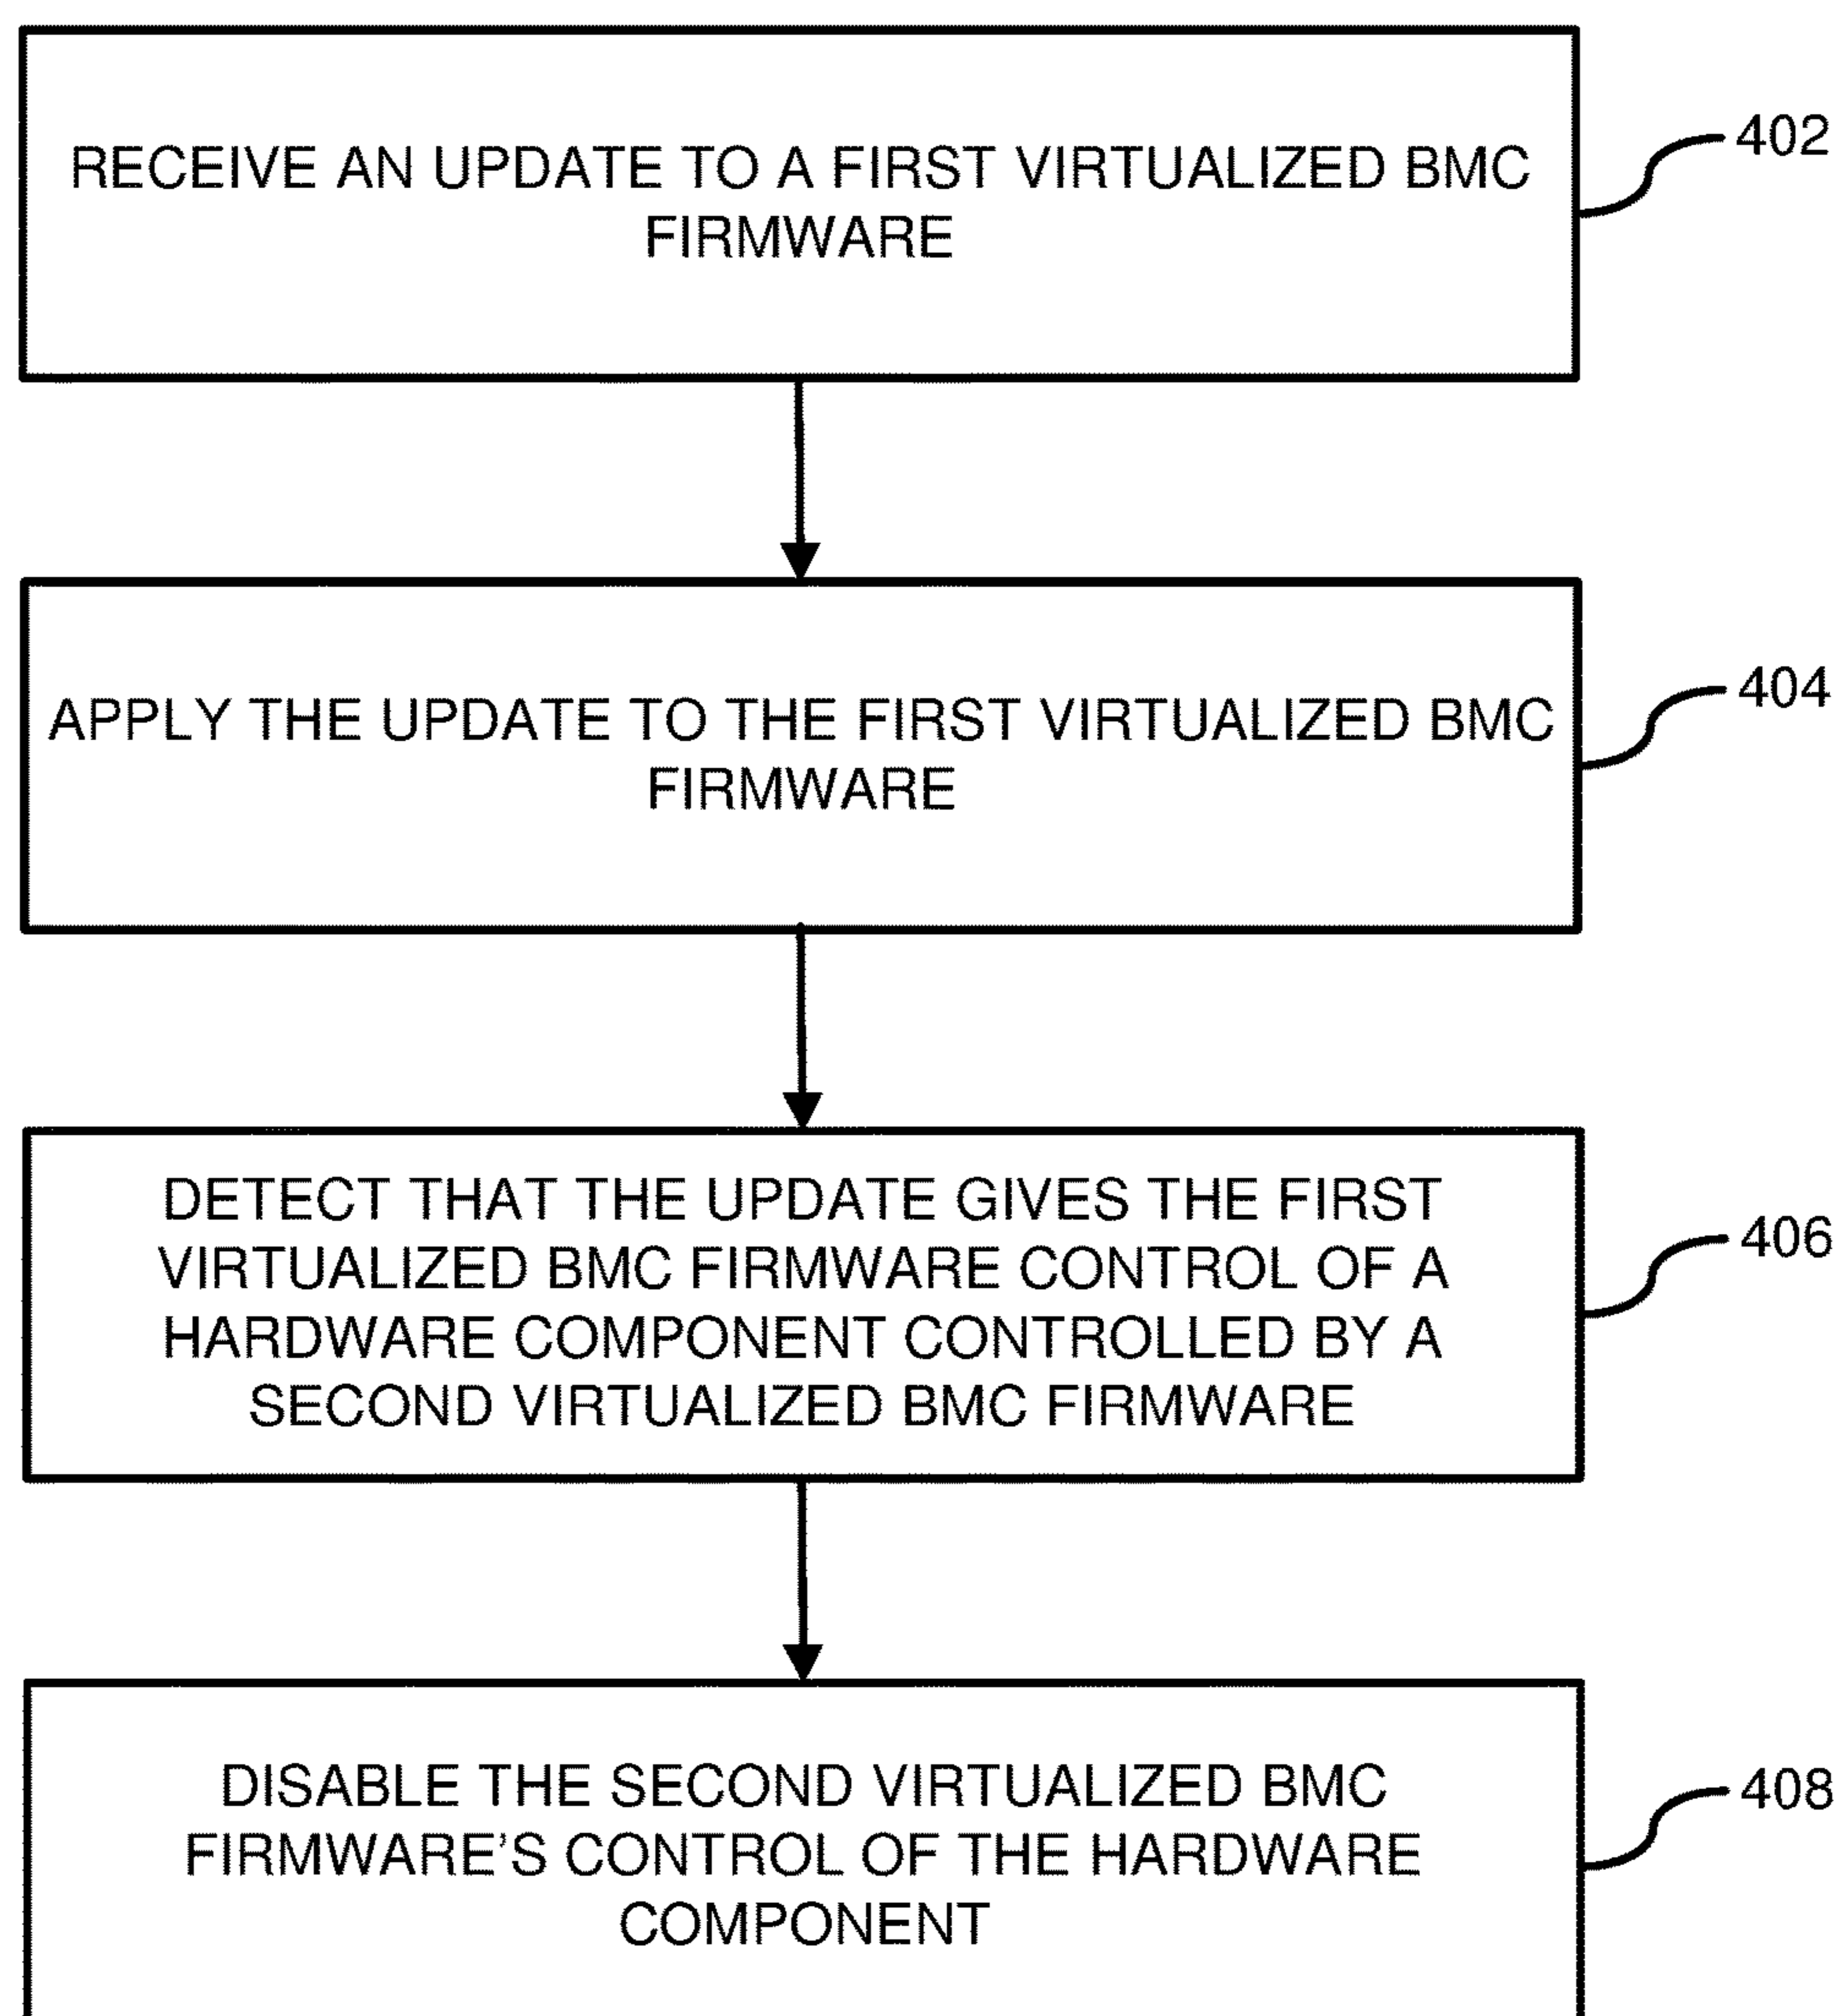 RECEIVE AN UPDATE TO A FIRST VIRTUALIZED BMC
FIRMWARE
402
APPLY THE UPDATE TO THE FIRST VIRTUALIZED BMC
FIRMWARE
404
DETECT THAT THE UPDATE GIVES THE FIRST
VIRTUALIZED BMC FIRMWARE CONTROL OF A
HARDWARE COMPONENT CONTROLLED BY A
SECOND VIRTUALIZED BMC FIRMWARE
406
DISABLE THE SECOND VIRTUALIZED BMC
FIRMWARE’S CONTROL OF THE HARDWARE
COMPONENT
408